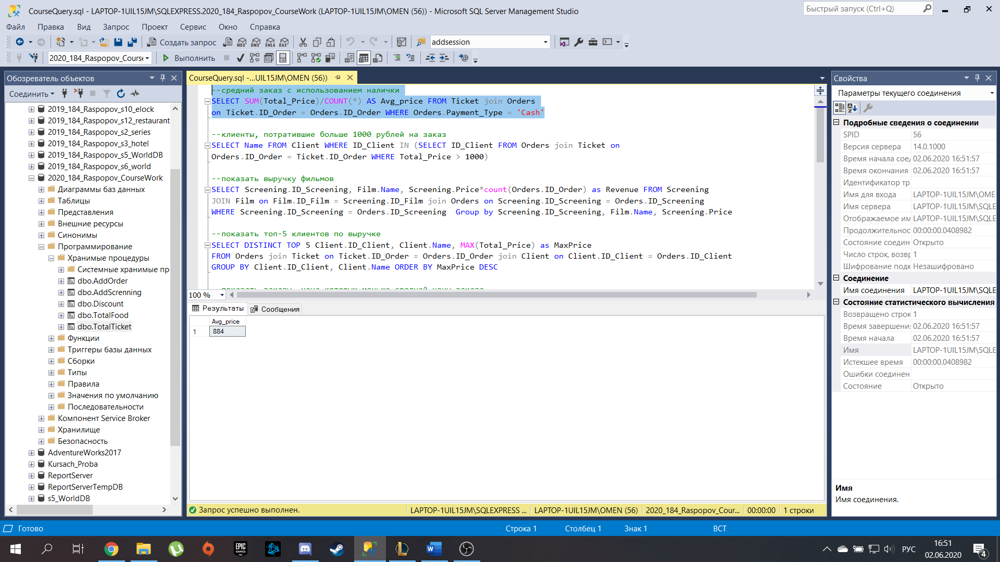 CourseQuery.sql - LAPTOP-1UIL15JM\SQLEXPRESS.2020_184_Raspopov_CourseWork (LAPTOP-1UIL15JM\OMEN (56)) - Microsoft SQL Server Management Studio
Быстрый запуск (Ctrl+Q)
Файл Правка Вид Запрос Проект Сервис Окно Справка
Создать запрос MDX DMX XMLA DAX addsession
2020_184_Raspopov_Course Выполнить
Обозреватель объектов
Соединить
2019_184_Raspopov_s10_elock
2019_184_Raspopov_s12_restaurant
2019_184_Raspopov_s2_series
2019_184_Raspopov_s3_hotel
2019_184_Raspopov_s5_WorldDB
2019_184_Raspopov_s6_world
2020_184_Raspopov_CourseWork
Диаграммы баз данных
Таблицы
Представления
Внешние ресурсы
Синонимы
Программирование
Хранимые процедуры
Системные хранимые пр
dbo.AddOrder
dbo.AddScrenning
dbo.Discount
dbo.TotalFood
dbo.TotalTicket
Функции
Триггеры базы данных
Сборки
Типы
Правила
Значения по умолчанию
Последовательности
Компонент Service Broker
Хранилище
Безопасность
AdventureWorks2017
Kursach_Proba
ReportServer
ReportServerTempDB
s5_WorldDB
CourseQuery.sql -...UIL15JM\OMEN (56))
--средний заказ с использованием налички
SELECT SUM(Total_Price)/COUNT(*) AS Avg_price FROM Ticket join Orders
on Ticket.ID_Order = Orders.ID_Order WHERE Orders.Payment_Type = 'Cash'
--клиенты, потратившие больше 1000 рублей на заказ
SELECT Name FROM Client WHERE ID_Client IN (SELECT ID_Client FROM Orders join Ticket on
Orders.ID_Order = Ticket.ID_Order WHERE Total_Price > 1000)
--показать выручку фильмов
SELECT Screening.ID_Screening, Film.Name, Screening.Price*count(Orders.ID_Order) as Revenue FROM Screening
JOIN Film on Film.ID_Film = Screening.ID_Film join Orders on Screening.ID_Screening = Orders.ID_Screening
WHERE Screening.ID_Screening = Orders.ID_Screening Group by Screening.ID_Screening, Film.Name, Screening.Price
--показать топ-5 клиентов по выручке
SELECT DISTINCT TOP 5 Client.ID_Client, Client.Name, MAX(Total_Price) as MaxPrice
FROM Orders join Ticket on Ticket.ID_Order = Orders.ID_Order join Client on Client.ID_Client = Orders.ID_Client
GROUP BY Client.ID_Client, Client.Name ORDER BY MaxPrice DESC
--показать заказы, цена которых меньше средней цены заказа
100 %
Результаты Сообщения
Avg_price
1 884
Запрос успешно выполнен. LAPTOP-1UIL15JM\SQLEXPRESS ... LAPTOP-1UIL15JM\OMEN (56) 2020_184_Raspopov_Cour... 00:00:00 1 строки
Свойства
Параметры текущего соединения
Подробные сведения о соединении
SPID 56
Версия сервера 14.0.1000
Время начала сое 02.06.2020 16:51:57
Время окончания 02.06.2020 16:51:57
Идентификатор тр
Имя для входа LAPTOP-1UIL15JM\OME
Имя сервера LAPTOP-1UIL15JM\SQLE
Отображаемое им LAPTOP-1UIL15JM\SQLE
Продолжительнос 00:00:00.0408982
Состояние соедин Открыто
Число строк, возвр 1
Шифрование подк Незашифровано
Соединение
Имя соединения LAPTOP-1UIL15JM\SQLE
Состояние статистического вычисления
Возвращено строк 1
Время завершени 02.06.2020 16:51:57
Время начала 02.06.2020 16:51:57
Имя LAPTOP-1UIL15JM\SQLE
Истекшее время 00:00:00.0408982
Ошибки соединен
Состояние Открыто
Имя
Имя соединения.
Готово Строка 1 Столбец 1 Знак 1 ВСТ
EPIC GAMES
РУС
16:51
02.06.2020
4